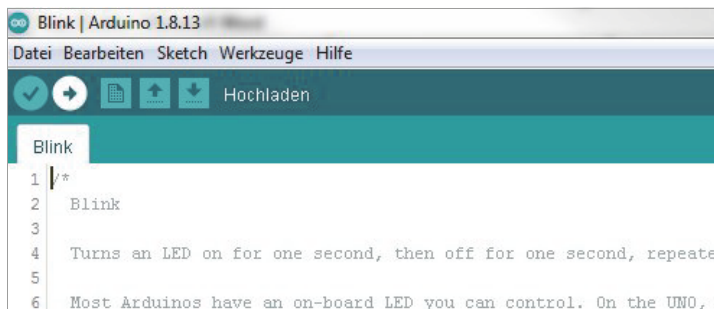 Blink | Arduino 1.8.13
Datei Bearbeiten Sketch Werkzeuge Hilfe
Hochladen
Blink
1 /*
2 Blink
3
4 Turns an LED on for one second, then off for one second, repeate
5
6 Most Arduinos have an on-board LED you can control. On the UNO,